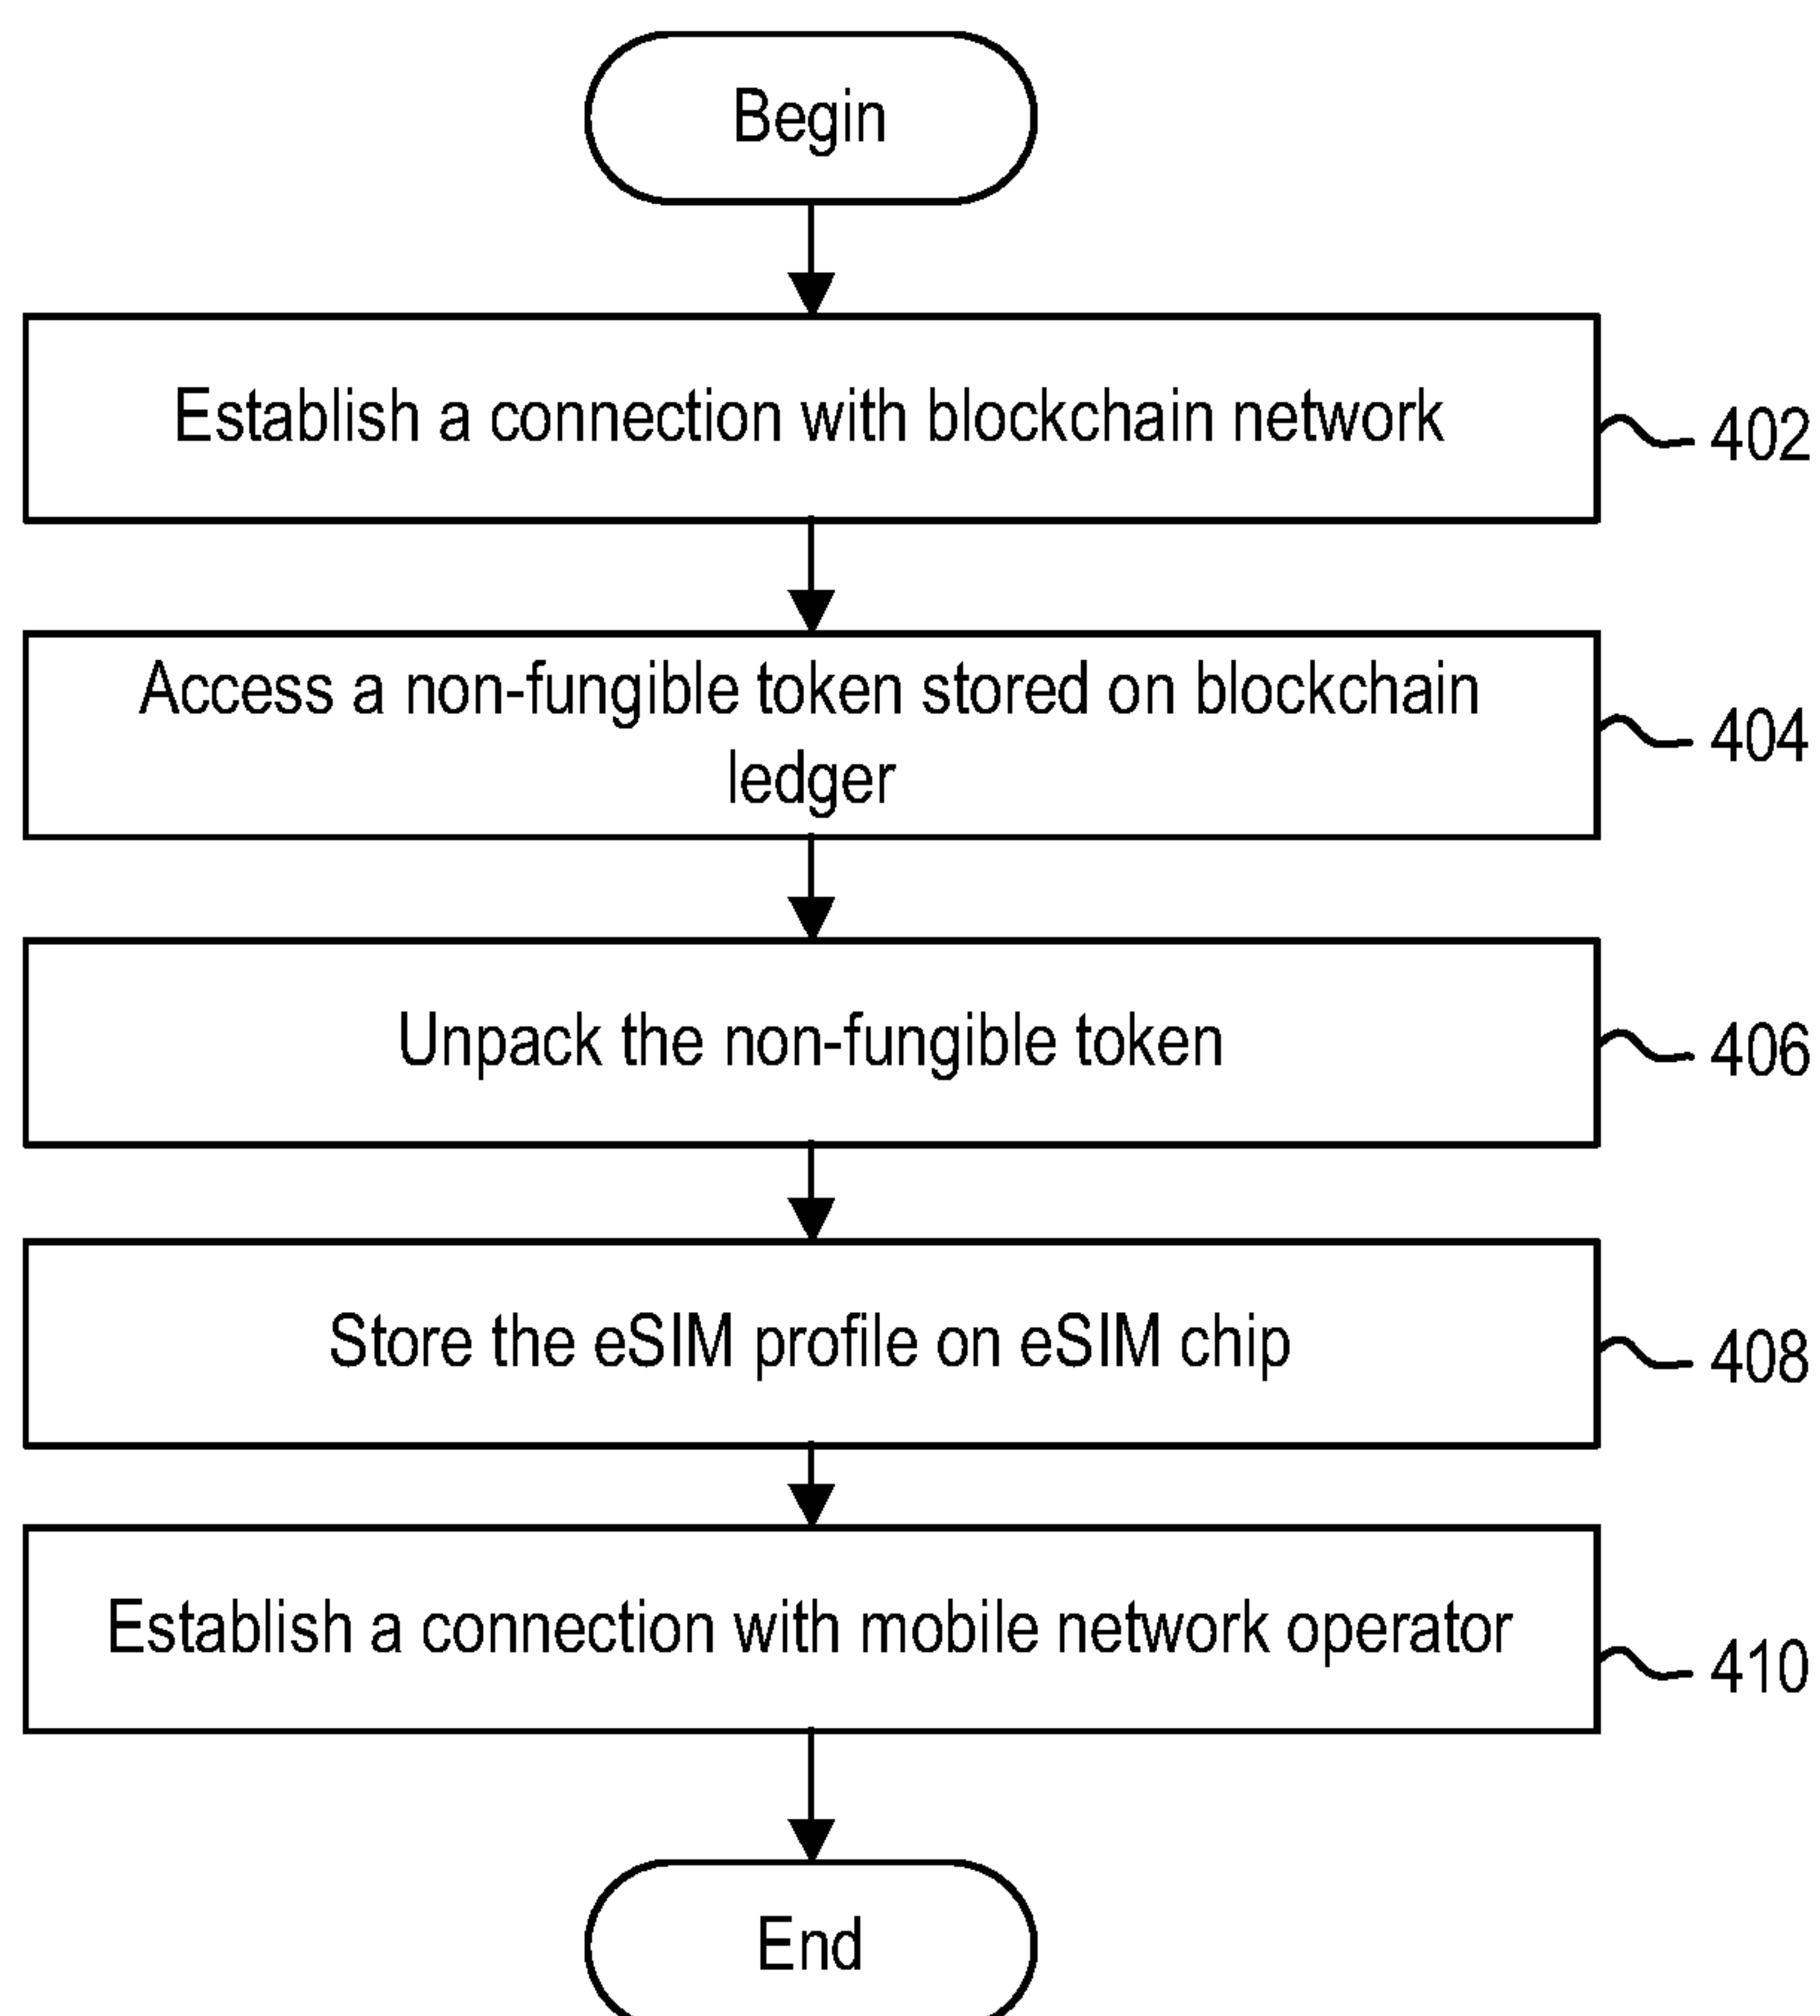 Begin
Establish a connection with blockchain network
402
Access a non-fungible token stored on blockchain
ledger
404
Unpack the non-fungible token
406
Store the eSIM profile on eSIM chip
408
Establish a connection with mobile network operator
410
End